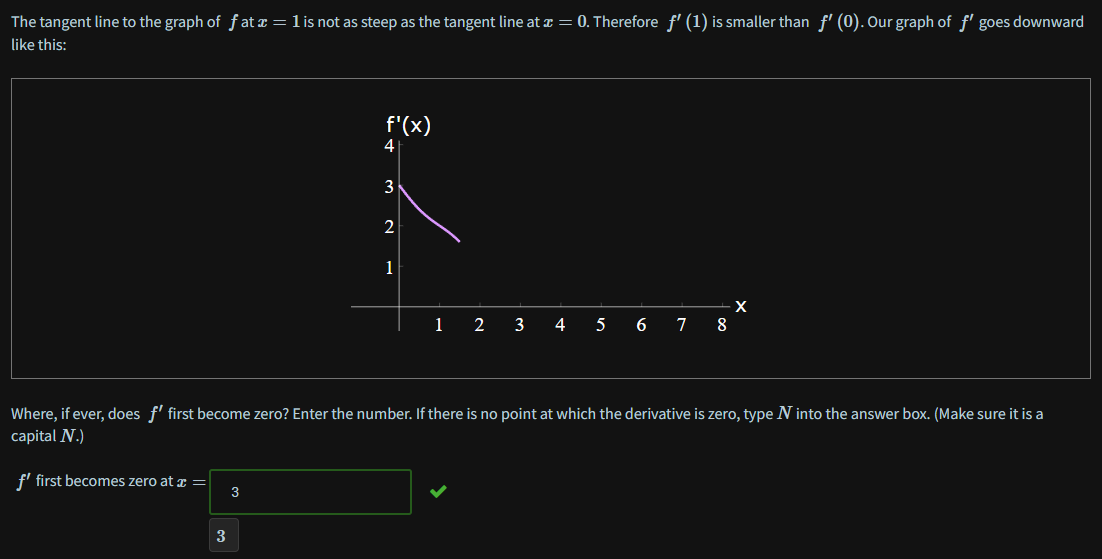 The tangent line to the graph of f at x = 1 is not as steep as the tangent line at x = 0. Therefore f′ (1) is smaller than f′ (0). Our graph of f′ goes downward
like this:
f'(x)
4
3
2
1
x
1 2 3 4 5 6 7 8
Where, if ever, does f′ first become zero? Enter the number. If there is no point at which the derivative is zero, type N into the answer box. (Make sure it is a
capital N.)
f′ first becomes zero at x = 3
3